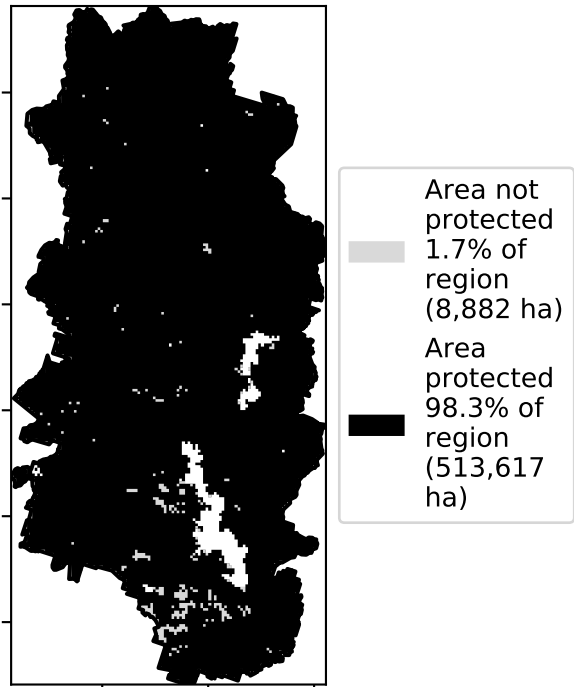 Area not
protected
1.7% of
region
(8,882 ha)
Area
protected
98.3% of
region
(513,617
ha)